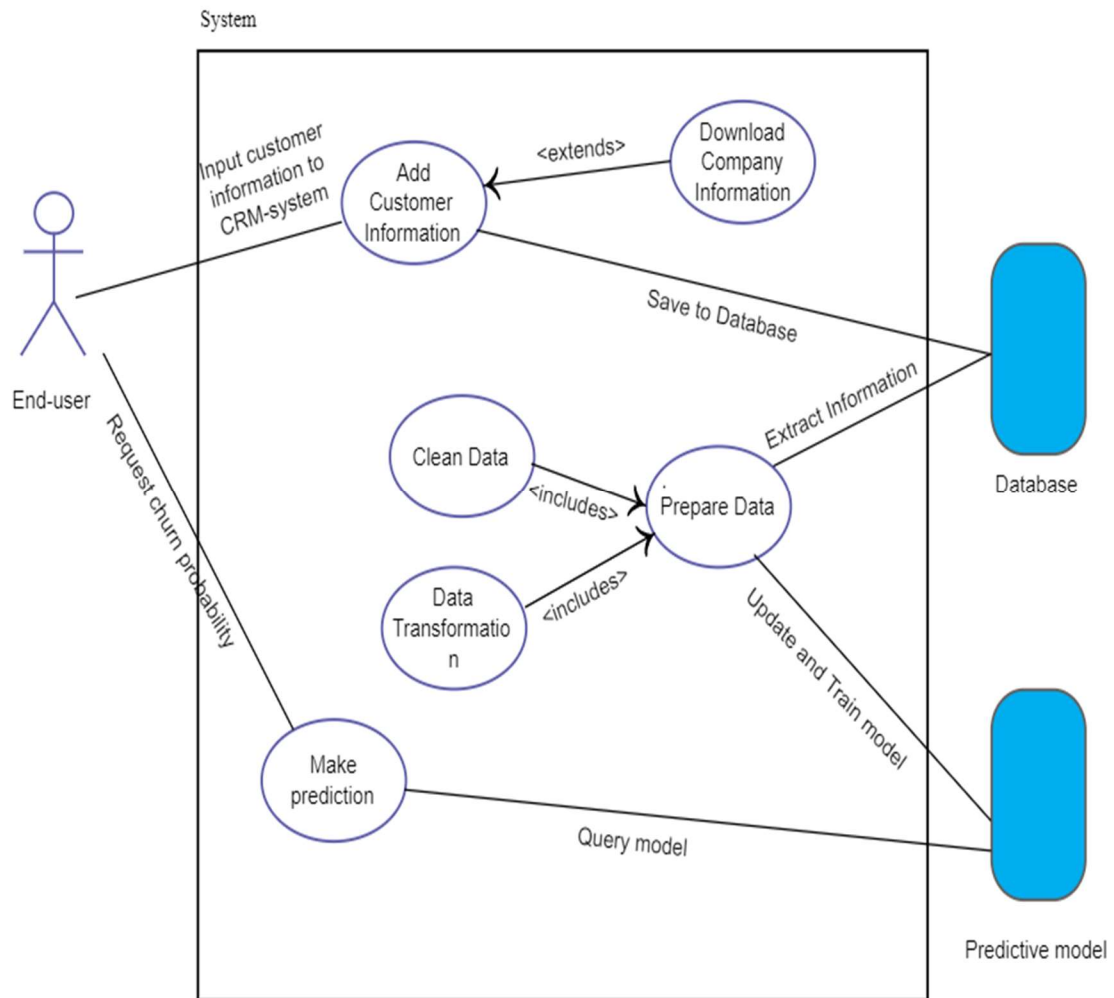 System
Input customer
information to
CRM-system
Add
Customer
Information
<extends>
Download
Company
Information
Save to Database
End-user
Request churn probability
Clean Data
<includes>
Prepare Data
Extract Information
Database
Data
Transformatio
n
<includes>
Update and Train model
Make
prediction
Query model
Predictive model